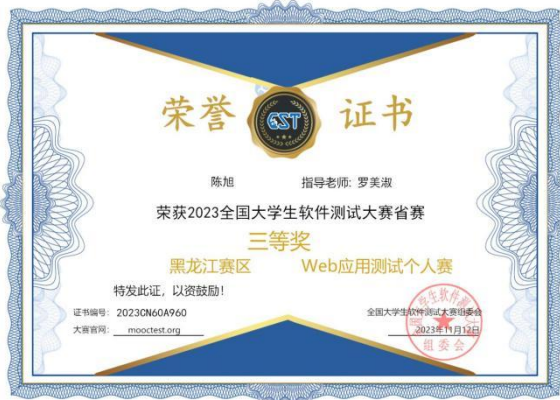 荣誉
CST
证书
陈旭 指导老师: 罗美淑
荣获2023全国大学生软件测试大赛省赛
三等奖
黑龙江赛区 Web应用测试个人赛
特发此证，以资鼓励！
证书编号: 2023CN60A960
全国大学生软件测试大赛组委会
大赛官网: mooctest.org
2023年11月12日
组委会